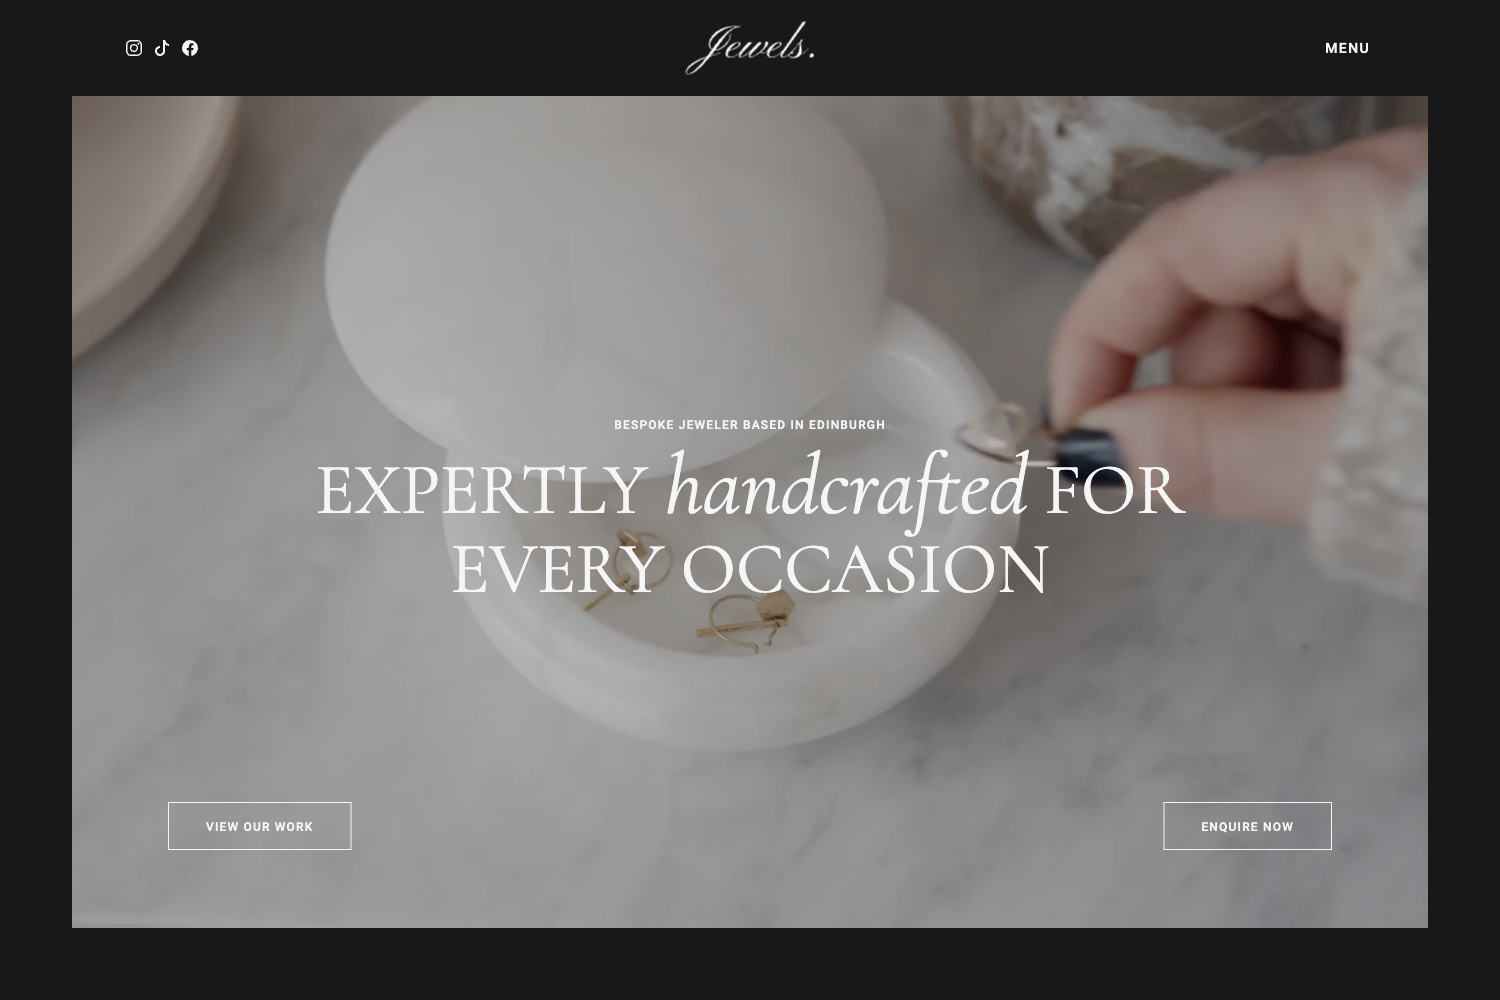 Jewels.
MENU
BESPOKE JEWELER BASED IN EDINBURGH
EXPERTLY handcrafted FOR
EVERY OCCASION
VIEW OUR WORK
ENQUIRE NOW